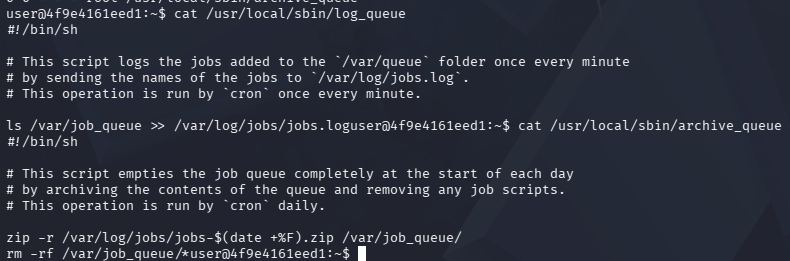 user@4f9e4161eed1:~$ cat /usr/local/sbin/log_queue
#!/bin/sh

# This script logs the jobs added to the `/var/queue` folder once every minute
# by sending the names of the jobs to `/var/log/jobs.log`.
# This operation is run by `cron` once every minute.

ls /var/job_queue >> /var/log/jobs/jobs.loguser@4f9e4161eed1:~$ cat /usr/local/sbin/archive_queue
#!/bin/sh

# This script empties the job queue completely at the start of each day
# by archiving the contents of the queue and removing any job scripts.
# This operation is run by `cron` daily.

zip -r /var/log/jobs/jobs-$(date +%F).zip /var/job_queue/
rm -rf /var/job_queue/*user@4f9e4161eed1:~$